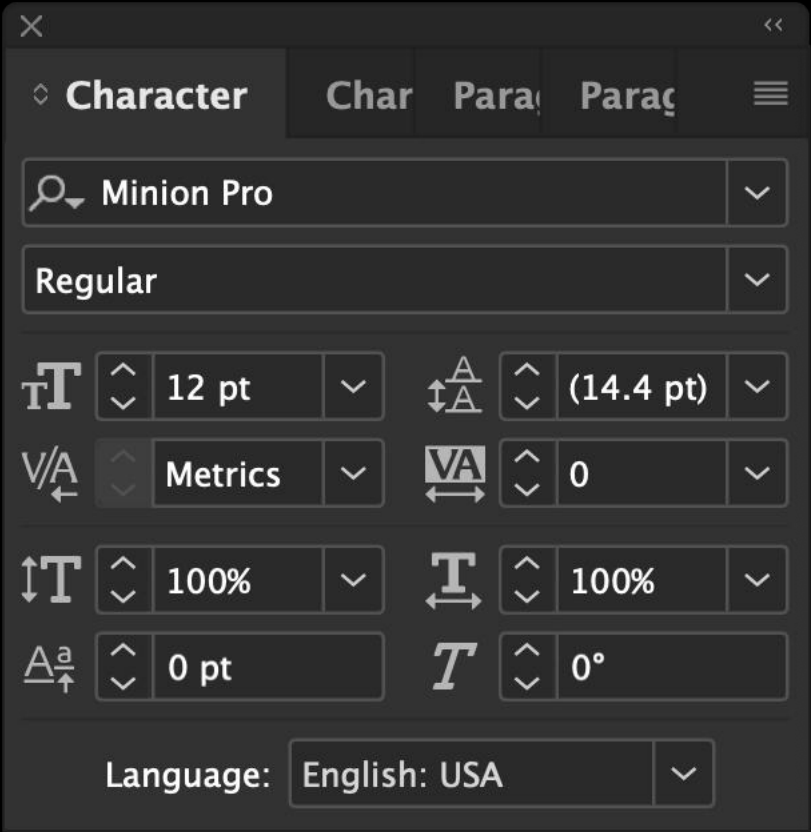 Character Char Para Parag
Minion Pro
Regular
12 pt (14.4 pt)
Metrics 0
100% 100%
0 pt 0°
Language: English: USA